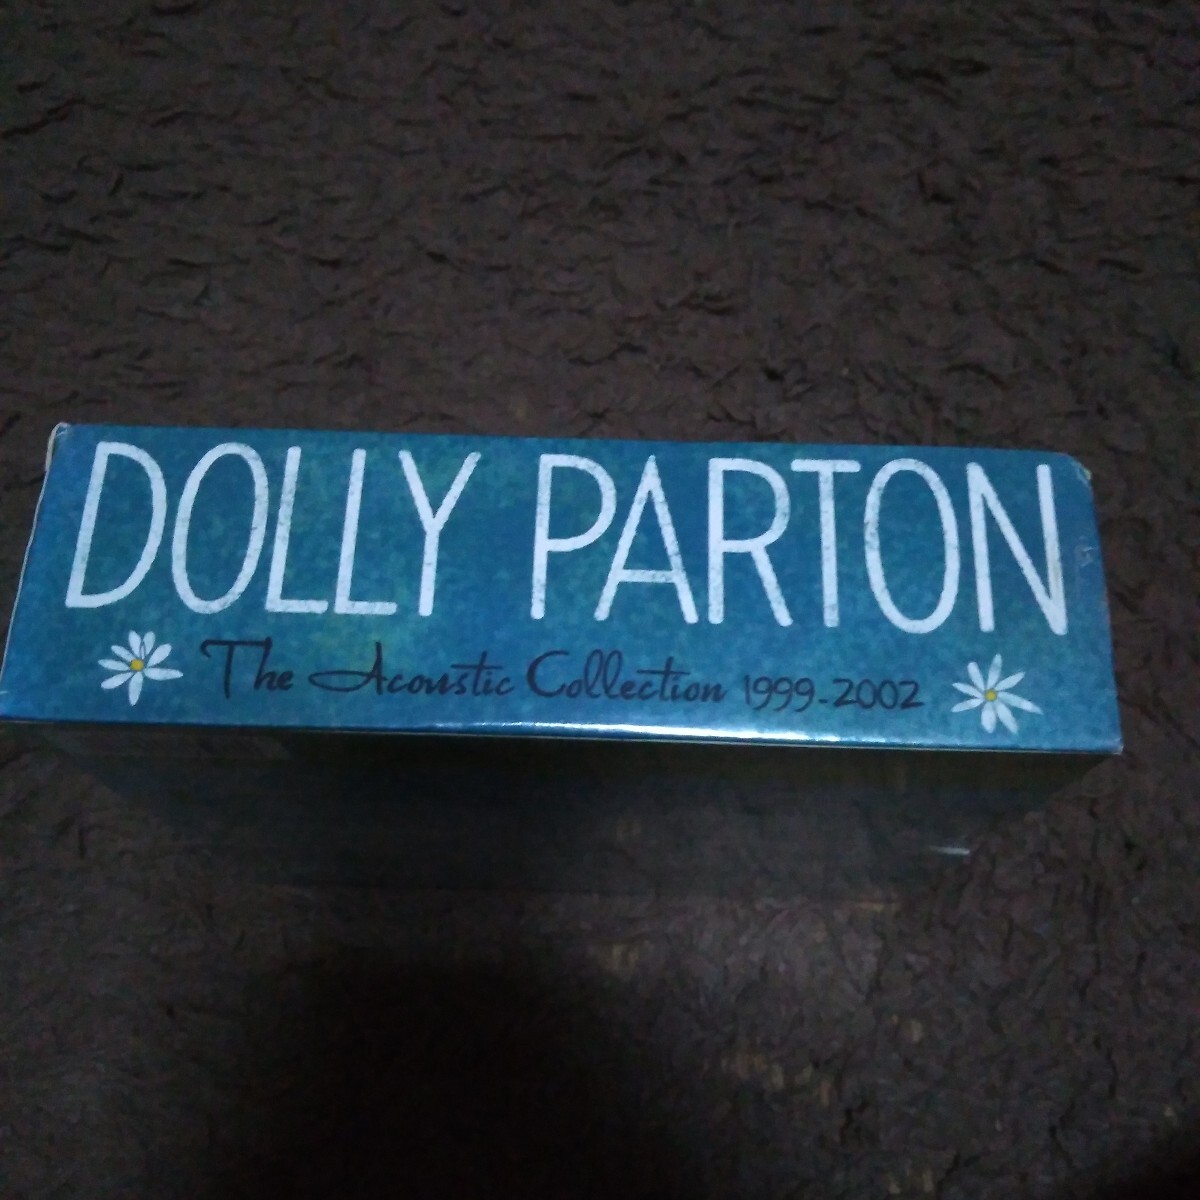 DOLLY PARTON
The Acoustic Collection 1999-2002